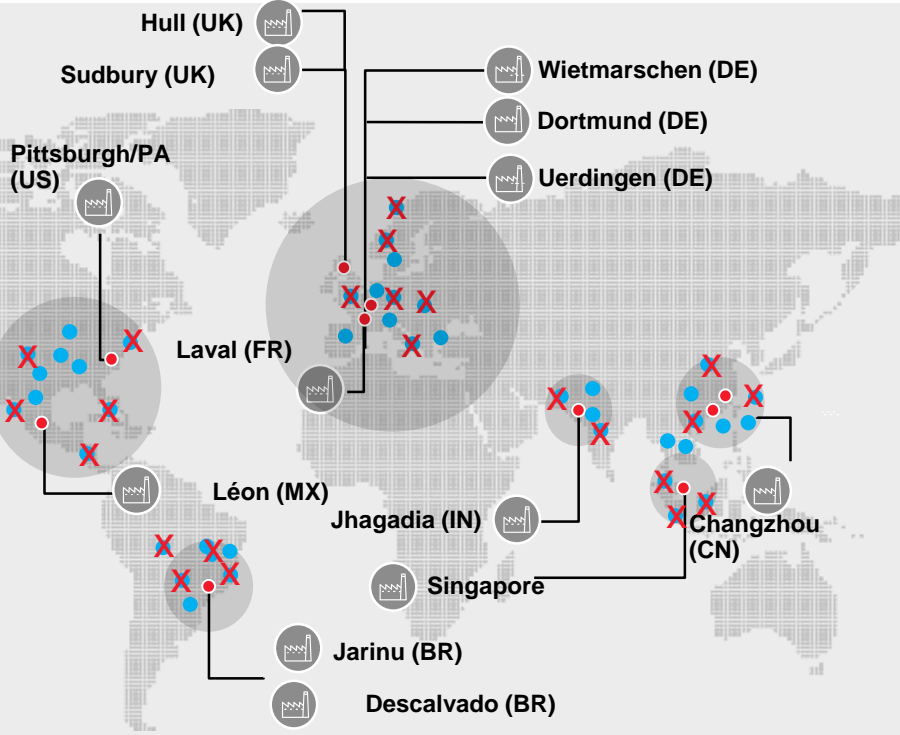 Hull (UK)
Sudbury (UK)
Wietmarschen (DE)
Dortmund (DE)
Pittsburgh/PA
(US)
Uerdingen (DE)
Laval (FR)
Léon (MX)
Jhagadia (IN)
Changzhou
(CN)
Singapore
Jarinu (BR)
Descalvado (BR)